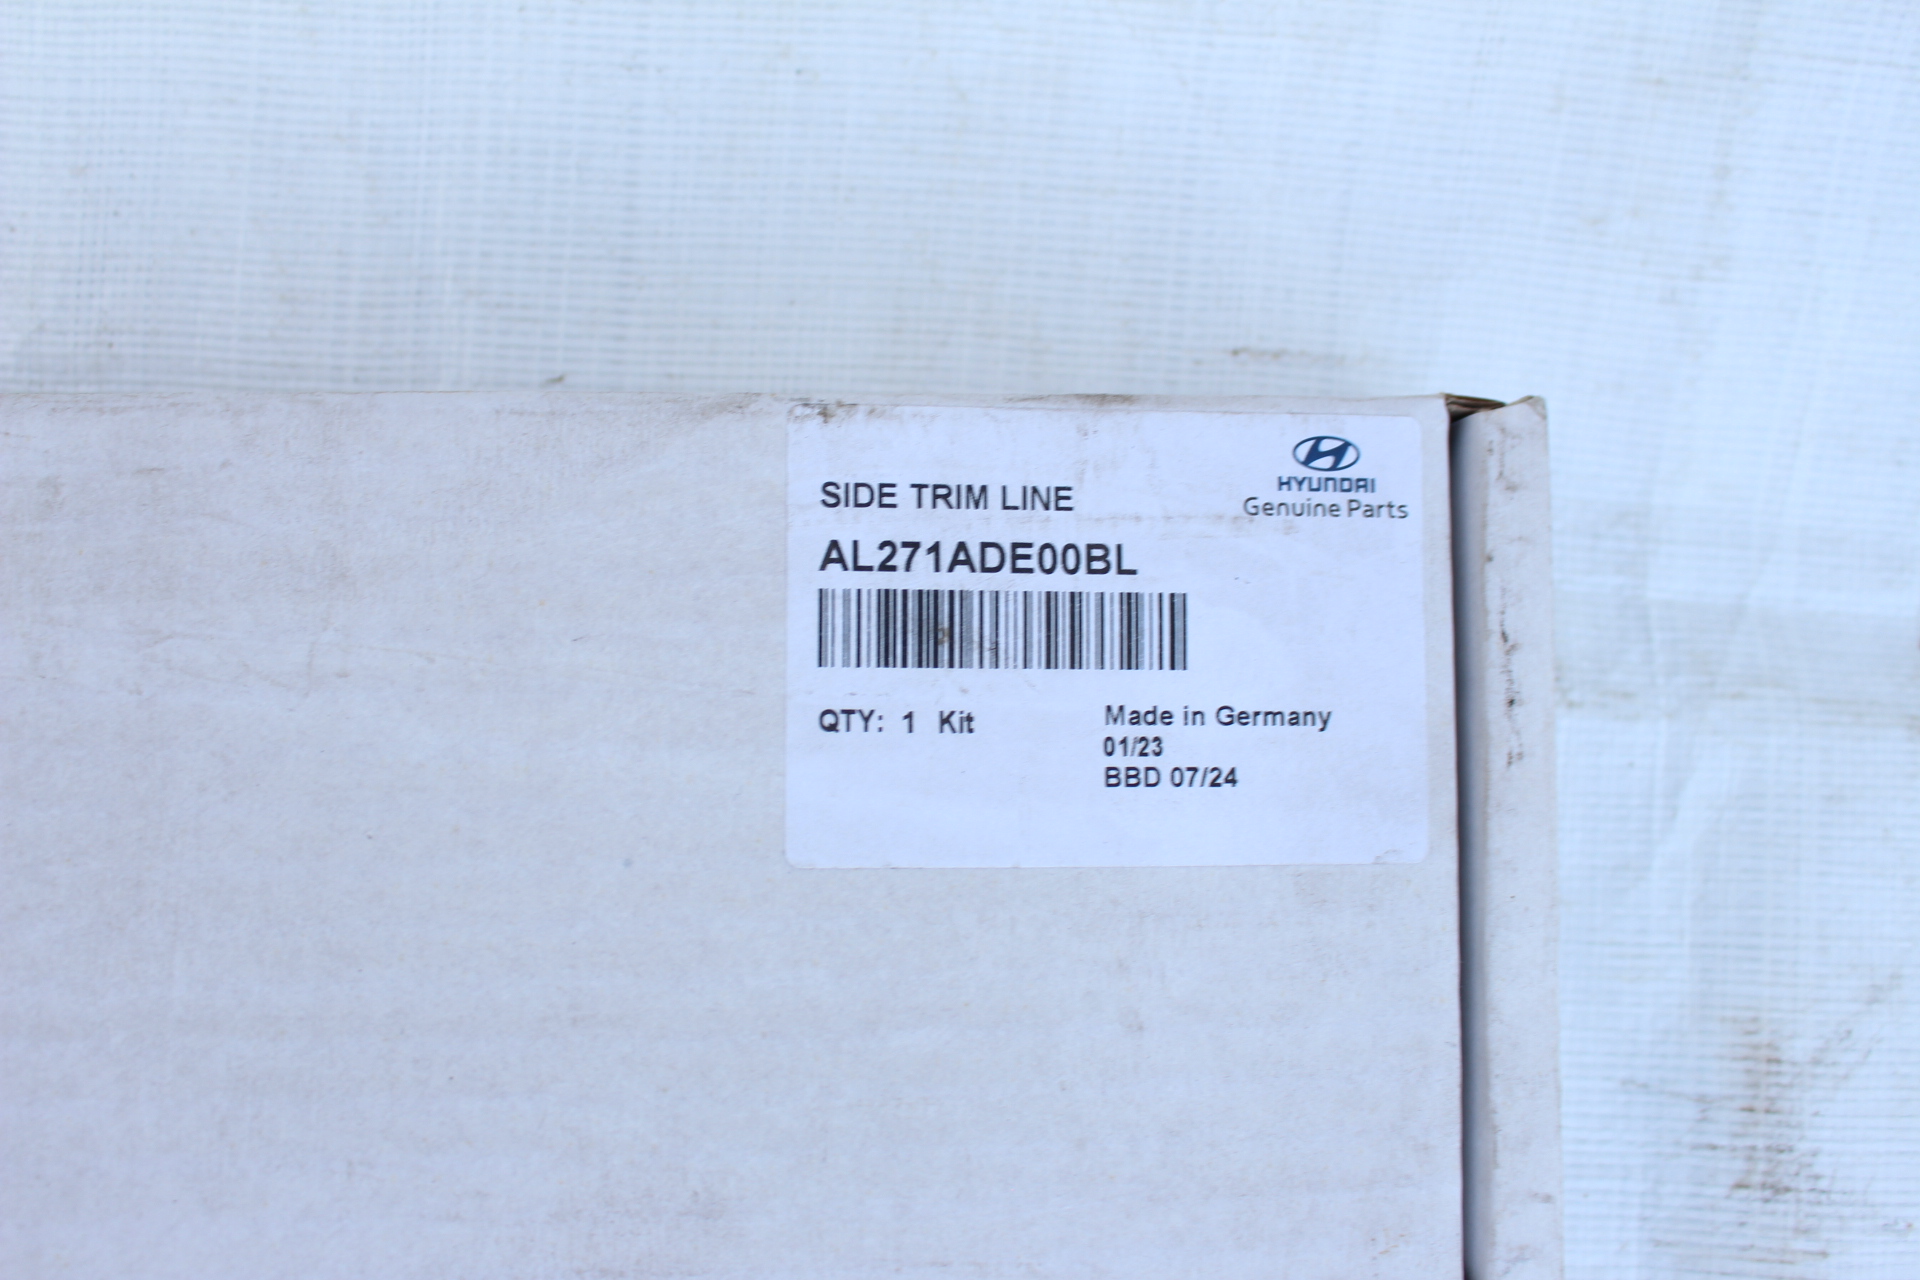 HYUNDAI
Genuine Parts
SIDE TRIM LINE
AL271ADE00BL
QTY: 1 Kit
Made in Germany
01/23
BBD 07/24